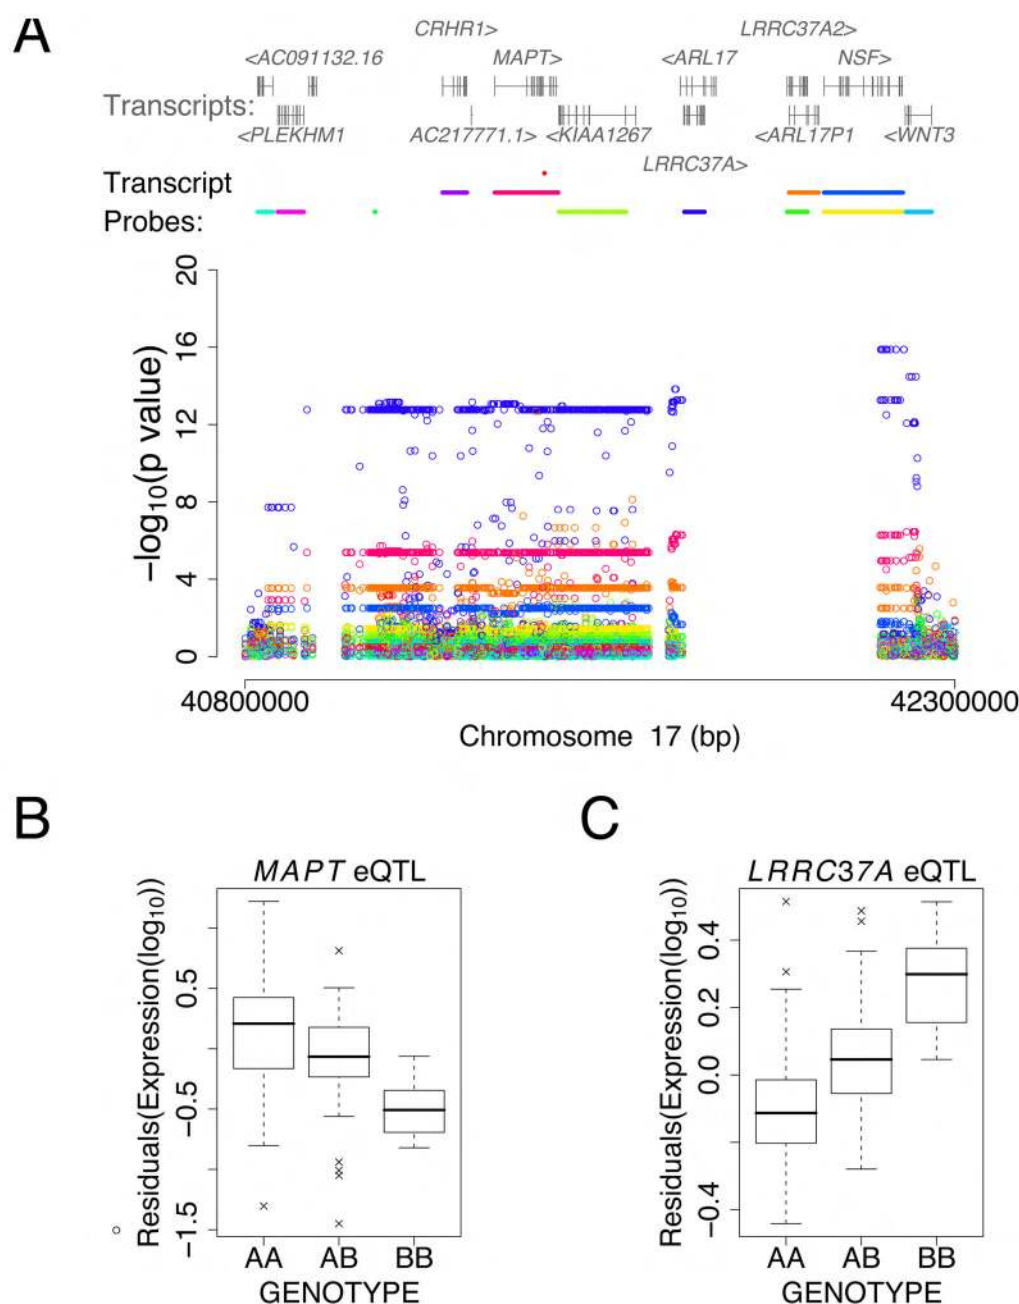 A
CRHR1> LRRC37A2>
<AC091132.16 MAPT> <ARL17 NSF>
Transcripts:
<PLEKHM1 AC217771.1> <KIAA1267 <ARL17P1 <WNT3
LRRC37A>
Transcript
Probes:
20
16
12
8
4
0
−log10(p value)
40800000 42300000
Chromosome 17 (bp)
B C
MAPT eQTL
Residuals(Expression(log10))
0.5
−0.5
−1.5
AA AB BB
GENOTYPE
LRRC37A eQTL
Residuals(Expression(log10))
0.4
0.2
0.0
−0.4
AA AB BB
GENOTYPE